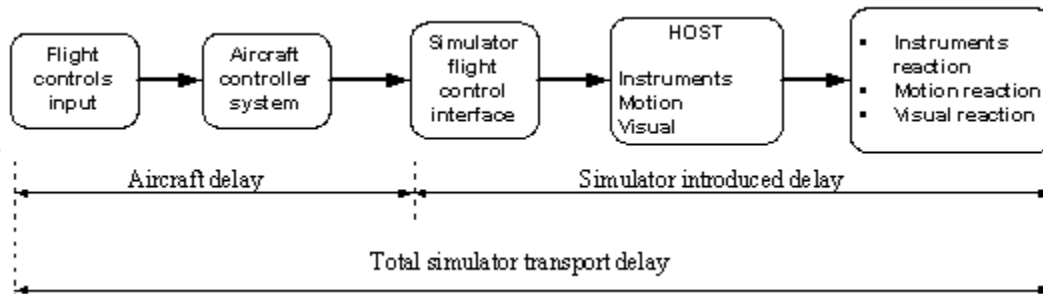 Flight
controls
input
Aircraft
controller
system
Simulator
flight
control
interface
HOST
Instruments
Motion
Visual
▪ Instruments
reaction
▪ Motion reaction
▪ Visual reaction
Aircraft delay
Simulator introduced delay
Total simulator transport delay